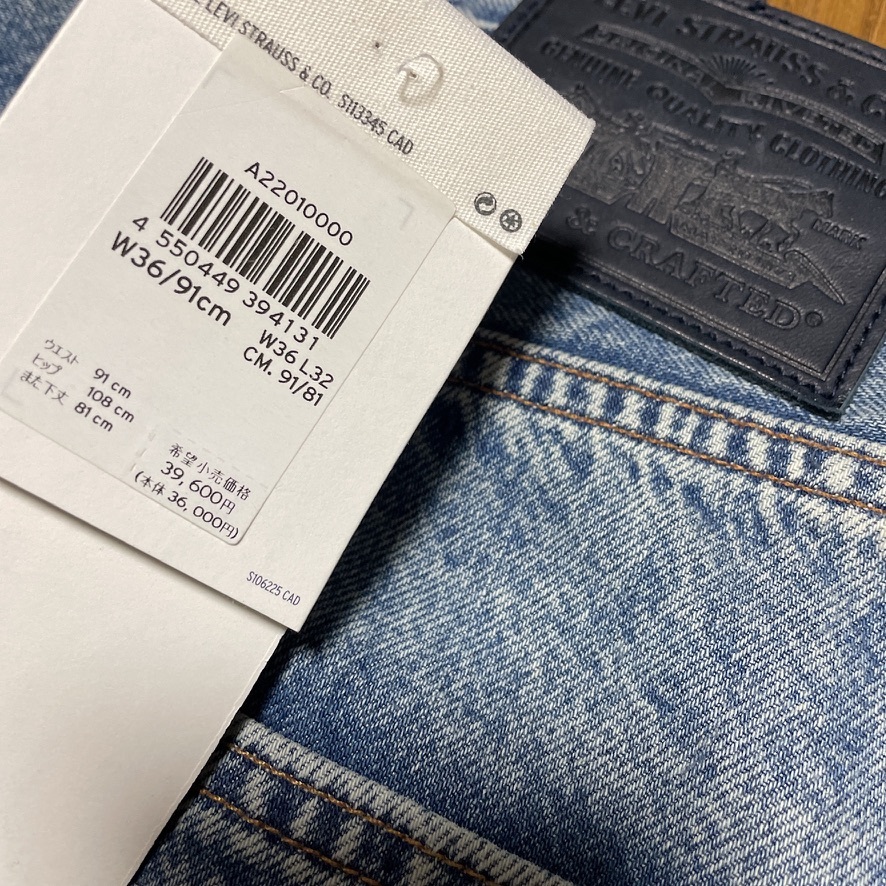 LEVI STRAUSS & CO. S113345 CAD
A22010000
4 550449 394131
W36/91cm
W36 L32
CM. 91/81
ウエスト 91 cm
ヒップ 108 cm
また下丈 81 cm
希望小売価格
39,600円
(本体 36,000円)
S106225 CAD
LEVI STRAUSS & C
GENUINE
QUALITY CLOTHING
MARK
& CRAFTED®